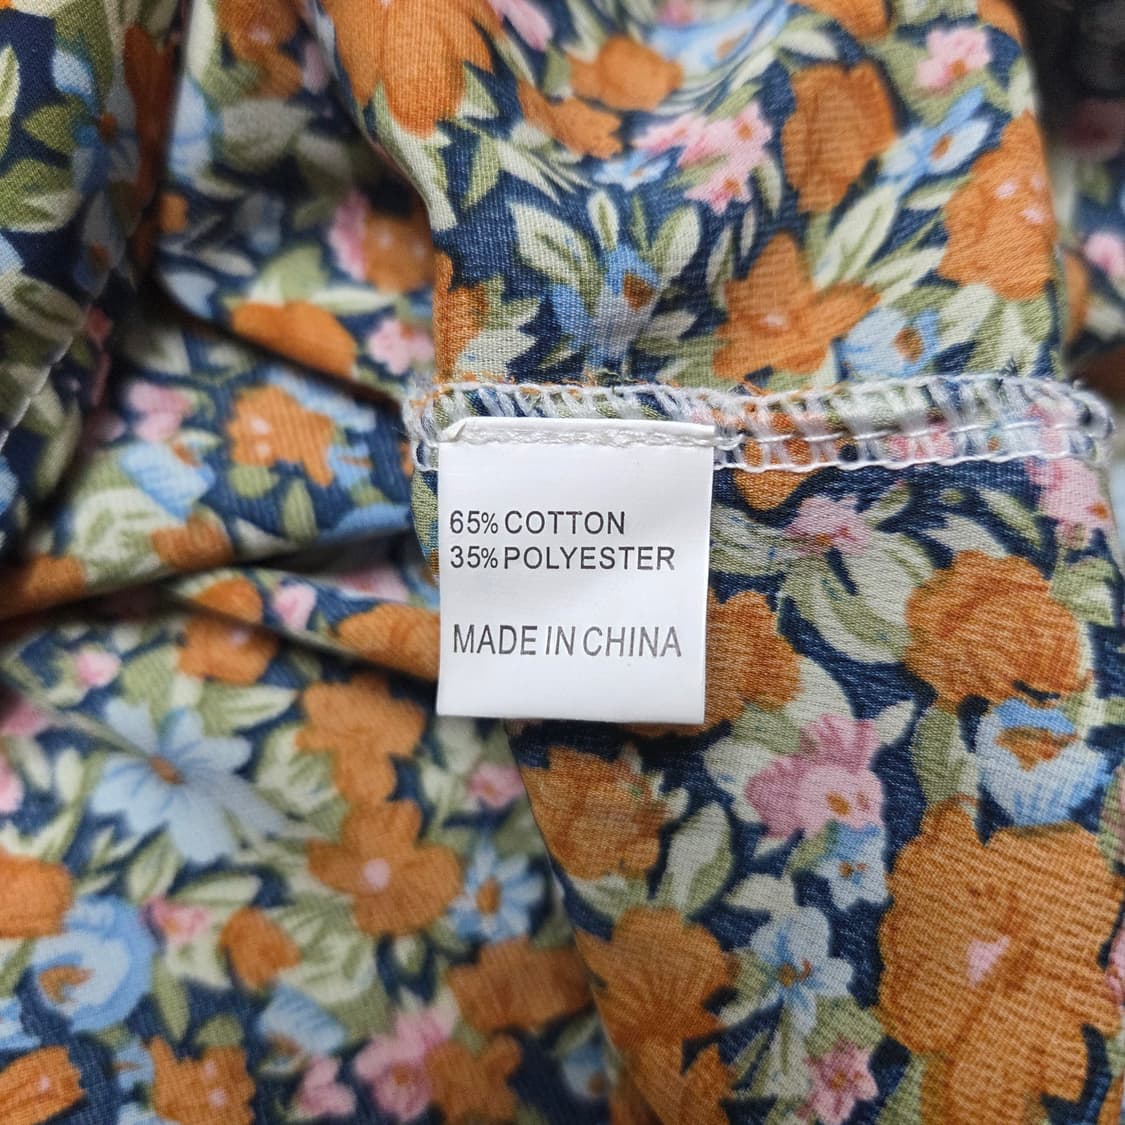 65% COTTON
35% POLYESTER
MADE IN CHINA